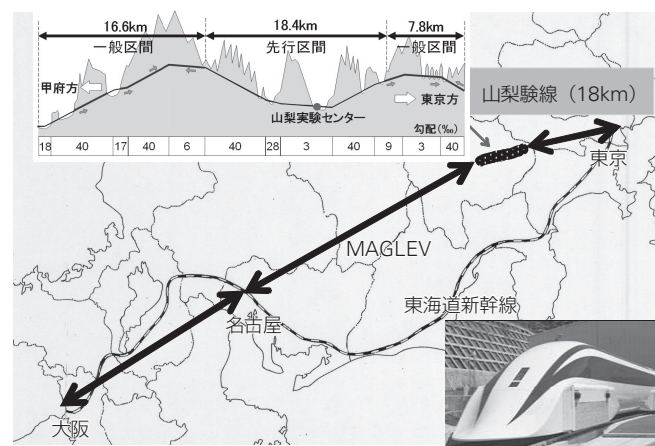 16.6km
18.4km
7.8km
一般区間
先行区間
一般区間
甲府方
東京方
山梨実験センター
勾配(‰)
18 40 17 40 6 40 28 3 40 9 3 40
山梨験線（18km）
東京
MAGLEV
東海道新幹線
名古屋
大阪